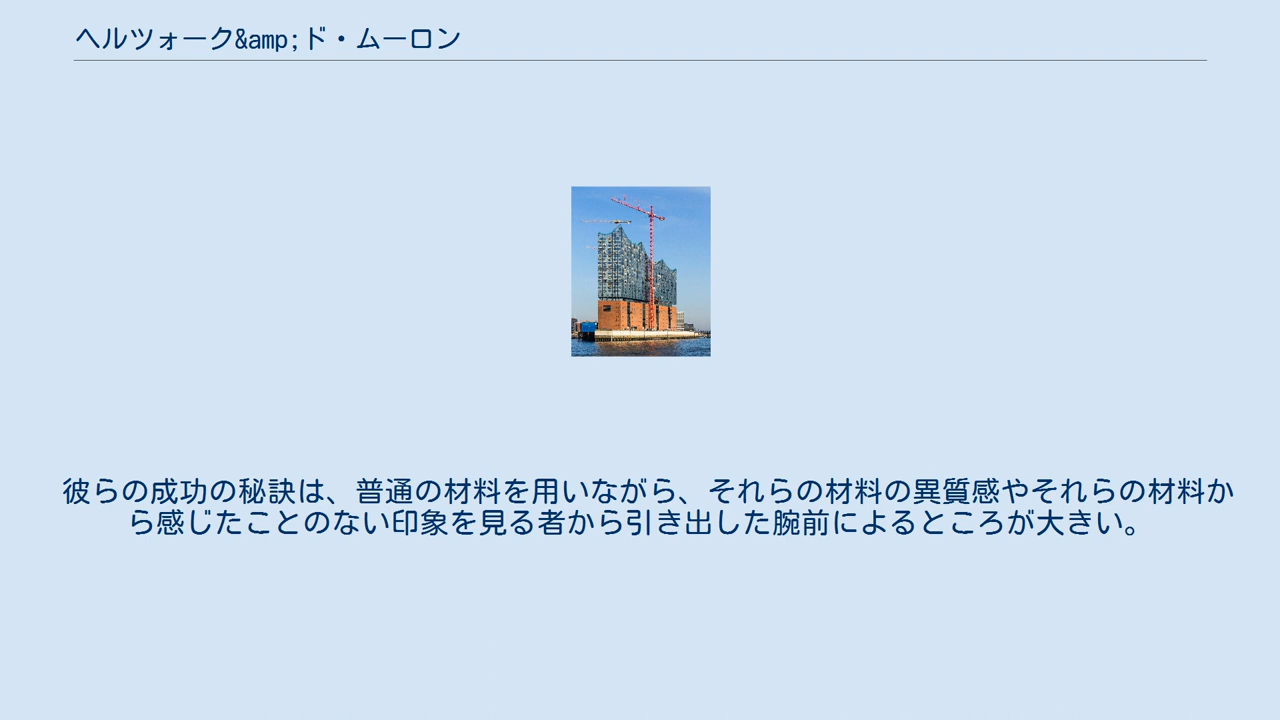 ヘルツォーク&amp;ド・ムーロン
彼らの成功の秘訣は、普通の材料を用いながら、それらの材料の異質感やそれらの材料か
ら感じたことのない印象を見る者から引き出した腕前によるところが大きい。